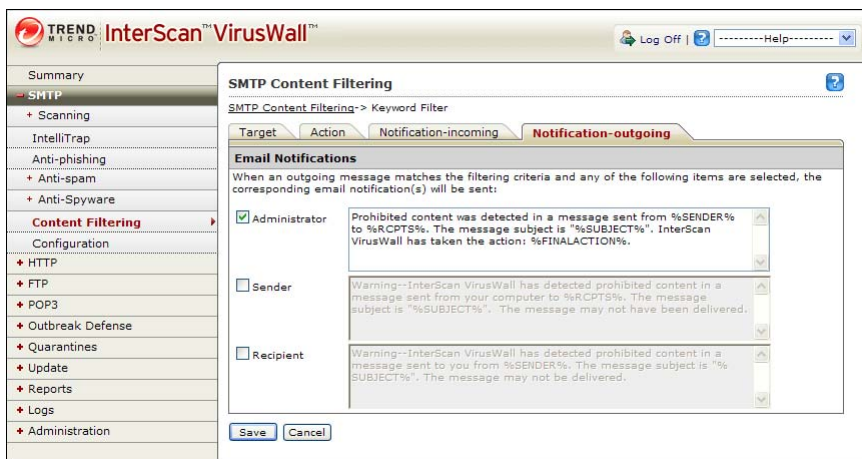 TREND MICRO InterScan™ VirusWall™
Log Off | ? ---------Help---------
Summary
SMTP
+ Scanning
IntelliTrap
Anti-phishing
+ Anti-spam
+ Anti-Spyware
Content Filtering
Configuration
+ HTTP
+ FTP
+ POP3
+ Outbreak Defense
+ Quarantines
+ Update
+ Reports
+ Logs
+ Administration
SMTP Content Filtering ?
SMTP Content Filtering-> Keyword Filter
Target Action Notification-incoming Notification-outgoing
Email Notifications
When an outgoing message matches the filtering criteria and any of the following items are selected, the
corresponding email notification(s) will be sent:
Administrator
Prohibited content was detected in a message sent from %SENDER%
to %RCPTS%. The message subject is "%SUBJECT%". InterScan
VirusWall has taken the action: %FINALACTION%.
Sender
Warning--InterScan VirusWall has detected prohibited content in a
message sent from your computer to %RCPTS%. The message
subject is "%SUBJECT%".  The message may not have been delivered.
Recipient
Warning--InterScan VirusWall has detected prohibited content in a
message sent to you from %SENDER%. The message subject is "%
SUBJECT%". The message may not be delivered.
Save Cancel